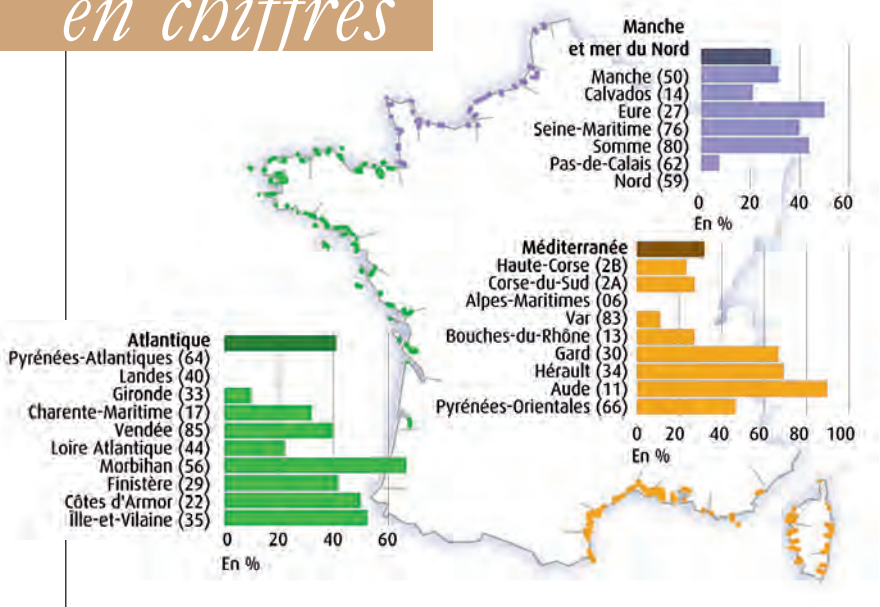 en chiffres
Manche
et mer du Nord
Manche (50)
Calvados (14)
Eure (27)
Seine-Maritime (76)
Somme (80)
Pas-de-Calais (62)
Nord (59)
0 20 40 60
En %
Méditerranée
Haute-Corse (2B)
Corse-du-Sud (2A)
Alpes-Maritimes (06)
Var (83)
Bouches-du-Rhône (13)
Gard (30)
Hérault (34)
Aude (11)
Pyrénées-Orientales (66)
0 20 40 60 80 100
En %
Atlantique
Pyrénées-Atlantiques (64)
Landes (40)
Gironde (33)
Charente-Maritime (17)
Vendée (85)
Loire Atlantique (44)
Morbihan (56)
Finistère (29)
Côtes d'Armor (22)
Ille-et-Vilaine (35)
0 20 40 60
En %